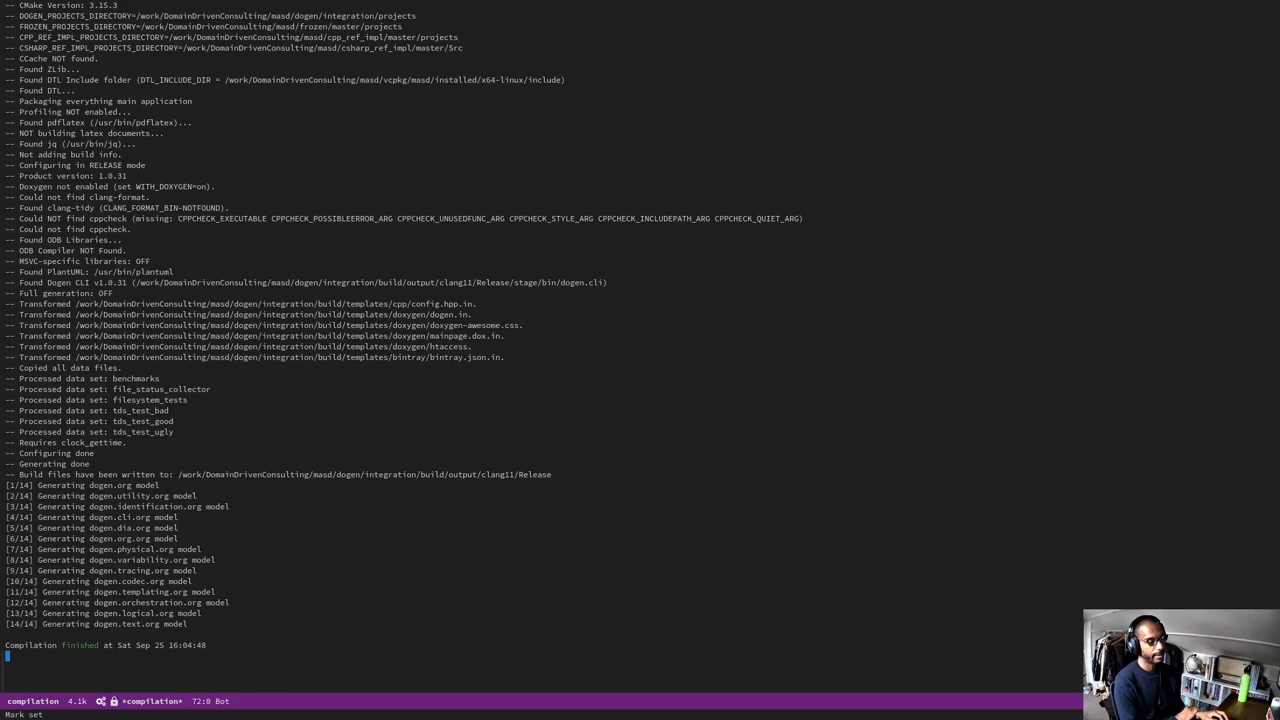 -- CMake Version: 3.15.3
-- DOGEN_PROJECTS_DIRECTORY=/work/DomainDrivenConsulting/masd/dogen/integration/projects
-- FROZEN_PROJECTS_DIRECTORY=/work/DomainDrivenConsulting/masd/frozen/master/projects
-- CPP_REF_IMPL_PROJECTS_DIRECTORY=/work/DomainDrivenConsulting/masd/cpp_ref_impl/master/projects
-- CSHARP_REF_IMPL_PROJECTS_DIRECTORY=/work/DomainDrivenConsulting/masd/csharp_ref_impl/master/Src
-- CCache NOT found.
-- Found ZLib...
-- Found DTL Include folder (DTL_INCLUDE_DIR = /work/DomainDrivenConsulting/masd/vcpkg/masd/installed/x64-linux/include)
-- Found DTL...
-- Packaging everything main application
-- Profiling NOT enabled...
-- Found pdflatex (/usr/bin/pdflatex)...
-- NOT building latex documents...
-- Found jq (/usr/bin/jq)...
-- Not adding build info.
-- Configuring in RELEASE mode
-- Product version: 1.0.31
-- Doxygen not enabled (set WITH_DOXYGEN=on).
-- Could not find clang-format.
-- Found clang-tidy (CLANG_FORMAT_BIN-NOTFOUND).
-- Could NOT find cppcheck (missing: CPPCHECK_EXECUTABLE CPPCHECK_POSSIBLEERROR_ARG CPPCHECK_UNUSEDFUNC_ARG CPPCHECK_STYLE_ARG CPPCHECK_INCLUDEPATH_ARG CPPCHECK_QUIET_ARG)
-- Could not find cppcheck.
-- Found ODB Libraries...
-- ODB Compiler NOT Found.
-- MSVC-specific libraries: OFF
-- Found PlantUML: /usr/bin/plantuml
-- Found Dogen CLI v1.0.31 (/work/DomainDrivenConsulting/masd/dogen/integration/build/output/clang11/Release/stage/bin/dogen.cli)
-- Full generation: OFF
-- Transformed /work/DomainDrivenConsulting/masd/dogen/integration/build/templates/cpp/config.hpp.in.
-- Transformed /work/DomainDrivenConsulting/masd/dogen/integration/build/templates/doxygen/dogen.in.
-- Transformed /work/DomainDrivenConsulting/masd/dogen/integration/build/templates/doxygen/doxygen-awesome.css.
-- Transformed /work/DomainDrivenConsulting/masd/dogen/integration/build/templates/doxygen/mainpage.dox.in.
-- Transformed /work/DomainDrivenConsulting/masd/dogen/integration/build/templates/doxygen/htaccess.
-- Transformed /work/DomainDrivenConsulting/masd/dogen/integration/build/templates/bintray/bintray.json.in.
-- Copied all data files.
-- Processed data set: benchmarks
-- Processed data set: file_status_collector
-- Processed data set: filesystem_tests
-- Processed data set: tds_test_bad
-- Processed data set: tds_test_good
-- Processed data set: tds_test_ugly
-- Requires clock_gettime.
-- Configuring done
-- Generating done
-- Build files have been written to: /work/DomainDrivenConsulting/masd/dogen/integration/build/output/clang11/Release
[1/14] Generating dogen.org model
[2/14] Generating dogen.utility.org model
[3/14] Generating dogen.identification.org model
[4/14] Generating dogen.cli.org model
[5/14] Generating dogen.dia.org model
[6/14] Generating dogen.org.org model
[7/14] Generating dogen.physical.org model
[8/14] Generating dogen.variability.org model
[9/14] Generating dogen.tracing.org model
[10/14] Generating dogen.codec.org model
[11/14] Generating dogen.templating.org model
[12/14] Generating dogen.orchestration.org model
[13/14] Generating dogen.logical.org model
[14/14] Generating dogen.text.org model
Compilation finished at Sat Sep 25 16:04:48
compilation 4.1k *compilation* 72:0 Bot
Mark set